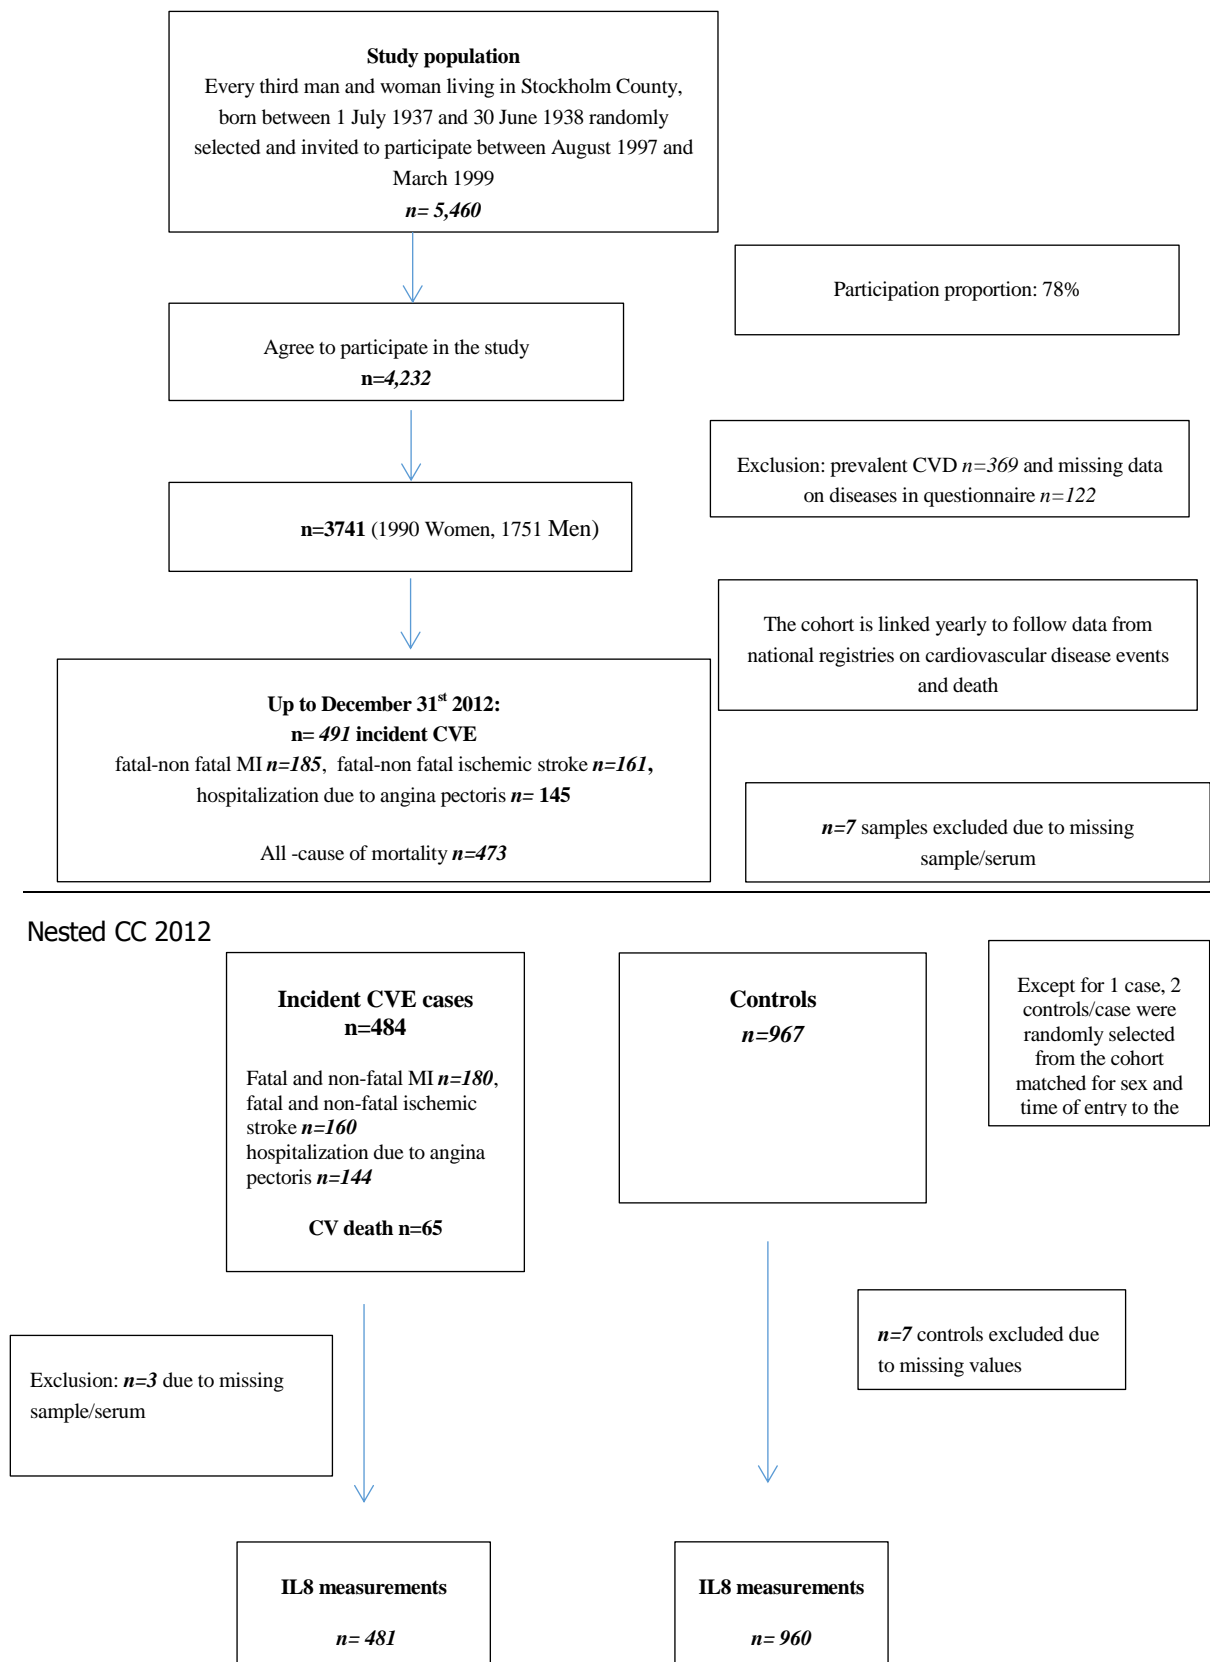 Study population
Every third man and woman living in Stockholm County,
born between 1 July 1937 and 30 June 1938 randomly
selected and invited to participate between August 1997 and
March 1999
n= 5,460
Participation proportion: 78%
Agree to participate in the study
n=4,232
Exclusion: prevalent CVD n=369 and missing data
on diseases in questionnaire n=122
n=3741 (1990 Women, 1751 Men)
The cohort is linked yearly to follow data from
national registries on cardiovascular disease events
and death
Up to December 31st 2012:
n= 491 incident CVE
fatal-non fatal MI n=185, fatal-non fatal ischemic stroke n=161,
hospitalization due to angina pectoris n= 145
All -cause of mortality n=473
n=7 samples excluded due to missing
sample/serum
Nested CC 2012
Incident CVE cases
n=484
Fatal and non-fatal MI n=180,
fatal and non-fatal ischemic
stroke n=160
hospitalization due to angina
pectoris n=144
CV death n=65
Controls
n=967
Except for 1 case, 2
controls/case were
randomly selected
from the cohort
matched for sex and
time of entry to the
n=7 controls excluded due
to missing values
Exclusion: n=3 due to missing
sample/serum
IL8 measurements
n= 481
IL8 measurements
n= 960